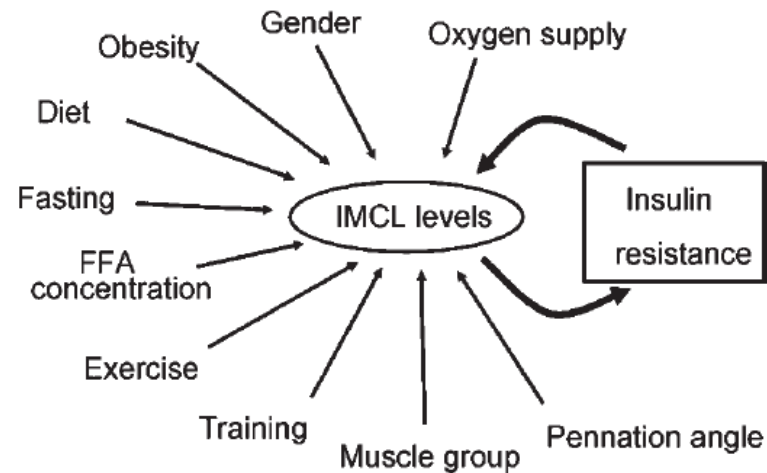 Gender
Oxygen supply
Obesity
Diet
Fasting
IMCL levels
Insulin
resistance
FFA
concentration
Exercise
Training
Muscle group
Pennation angle